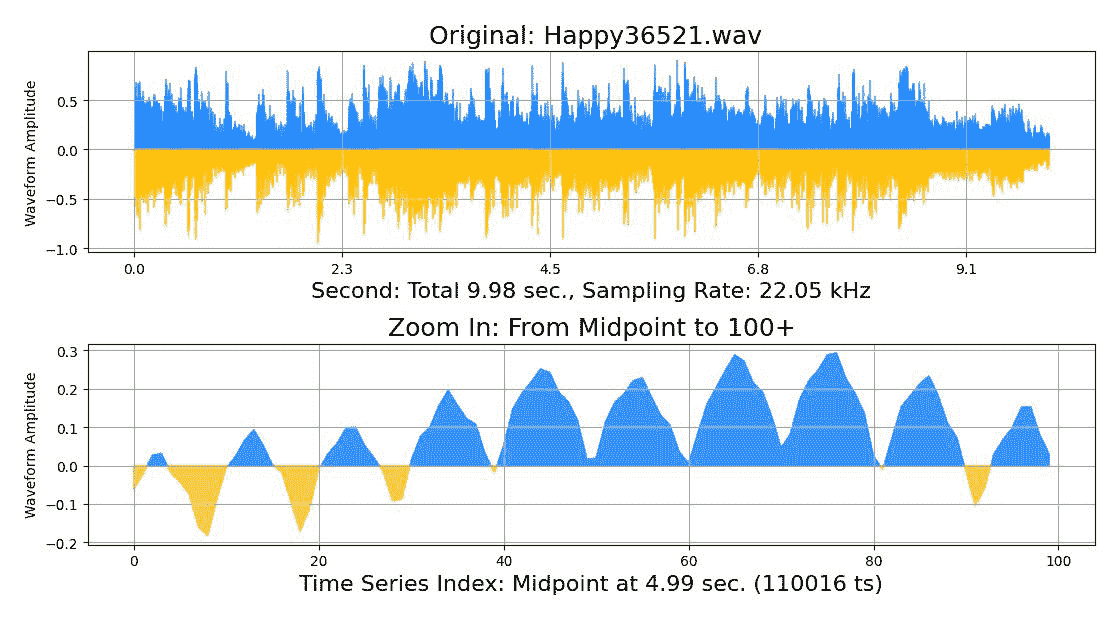 Original: Happy36521.wav
Waveform Amplitude
0.5
0.0
−0.5
−1.0
0.0 2.3 4.5 6.8 9.1
Second: Total 9.98 sec., Sampling Rate: 22.05 kHz
Zoom In: From Midpoint to 100+
Waveform Amplitude
0.3
0.2
0.1
0.0
−0.1
−0.2
0 20 40 60 80 100
Time Series Index: Midpoint at 4.99 sec. (110016 ts)